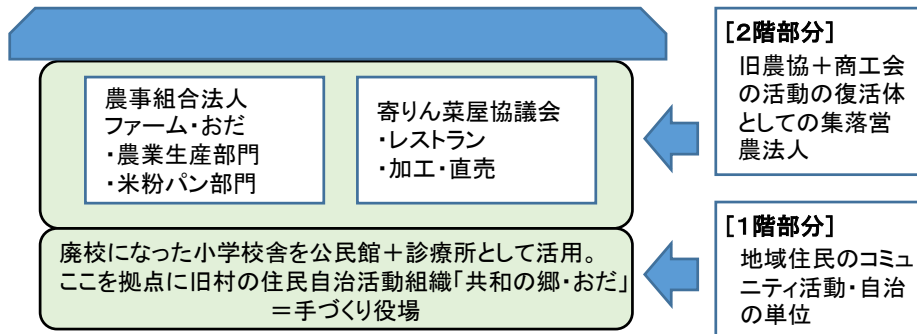 農事組合法人
ファーム・おだ
・農業生産部門
・米粉パン部門
寄りん菜屋協議会
・レストラン
・加工・直売
[2階部分]
旧農協+商工会
の活動の復活体
としての集落営
農法人
廃校になった小学校舎を公民館+診療所として活用。
ここを拠点に旧村の住民自治活動組織「共和の郷・おだ」
=手づくり役場
[1階部分]
地域住民のコミュ
ニティ活動・自治
の単位